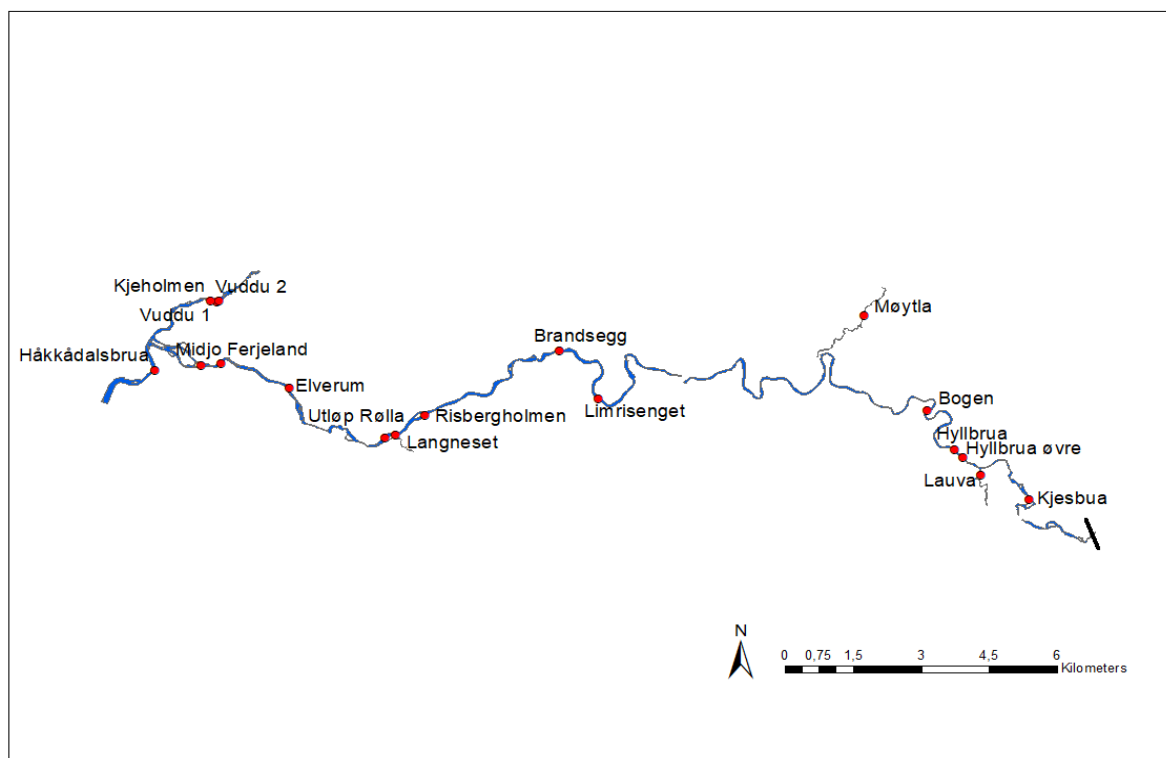 Kjeholmen
Vuddu 2
Vuddu 1
Møytla
Brandsegg
Håkkådalsbrua
Midjo
Ferjeland
Elverum
Limrisenget
Bogen
Utløp Rølla
Risbergholmen
Langneset
Hyllbrua
Hyllbrua øvre
Lauva
Kjesbua
N
0 0,75 1,5 3 4,5 6
Kilometers